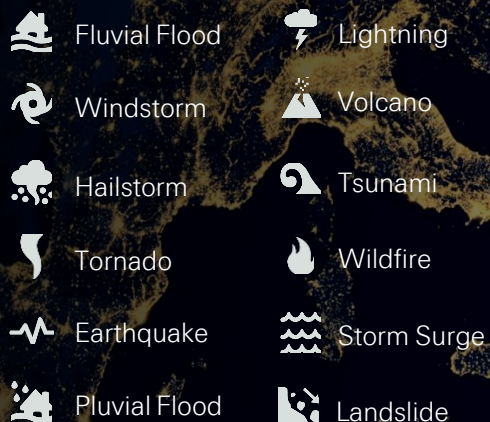 Fluvial Flood
Lightning
Windstorm
Volcano
Hailstorm
Tsunami
Tornado
Wildfire
Earthquake
Storm Surge
Pluvial Flood
Landslide